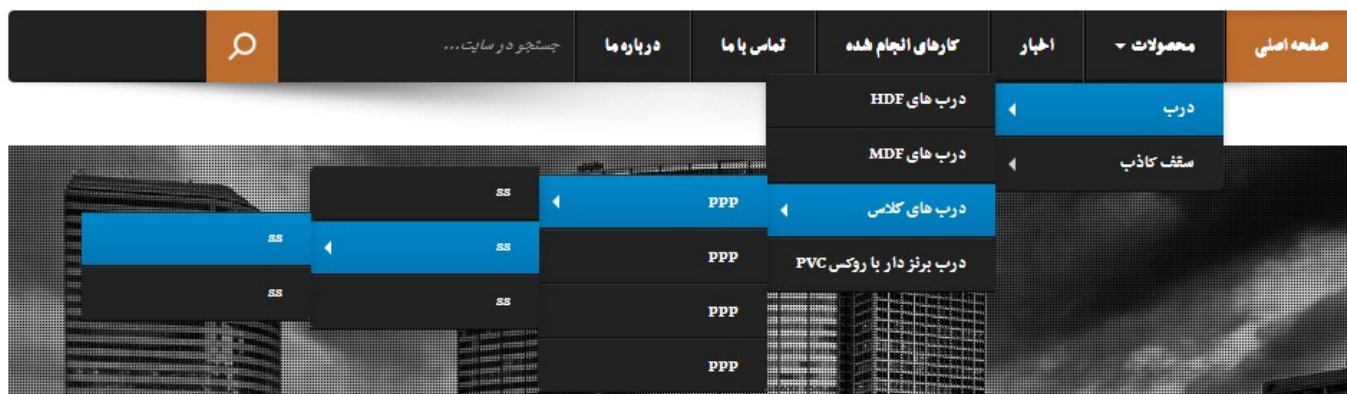 صفحه اصلی
محصولات
اخبار
کارهای انجام شده
تماس با ما
درباره ما
جستجو در سایت...
درب
سقف کاذب
درب های HDF
درب های MDF
درب های کلاس
درب برنز دار با روکس PVC
PPP
PPP
PPP
PPP
ss
ss
ss
ss
ss